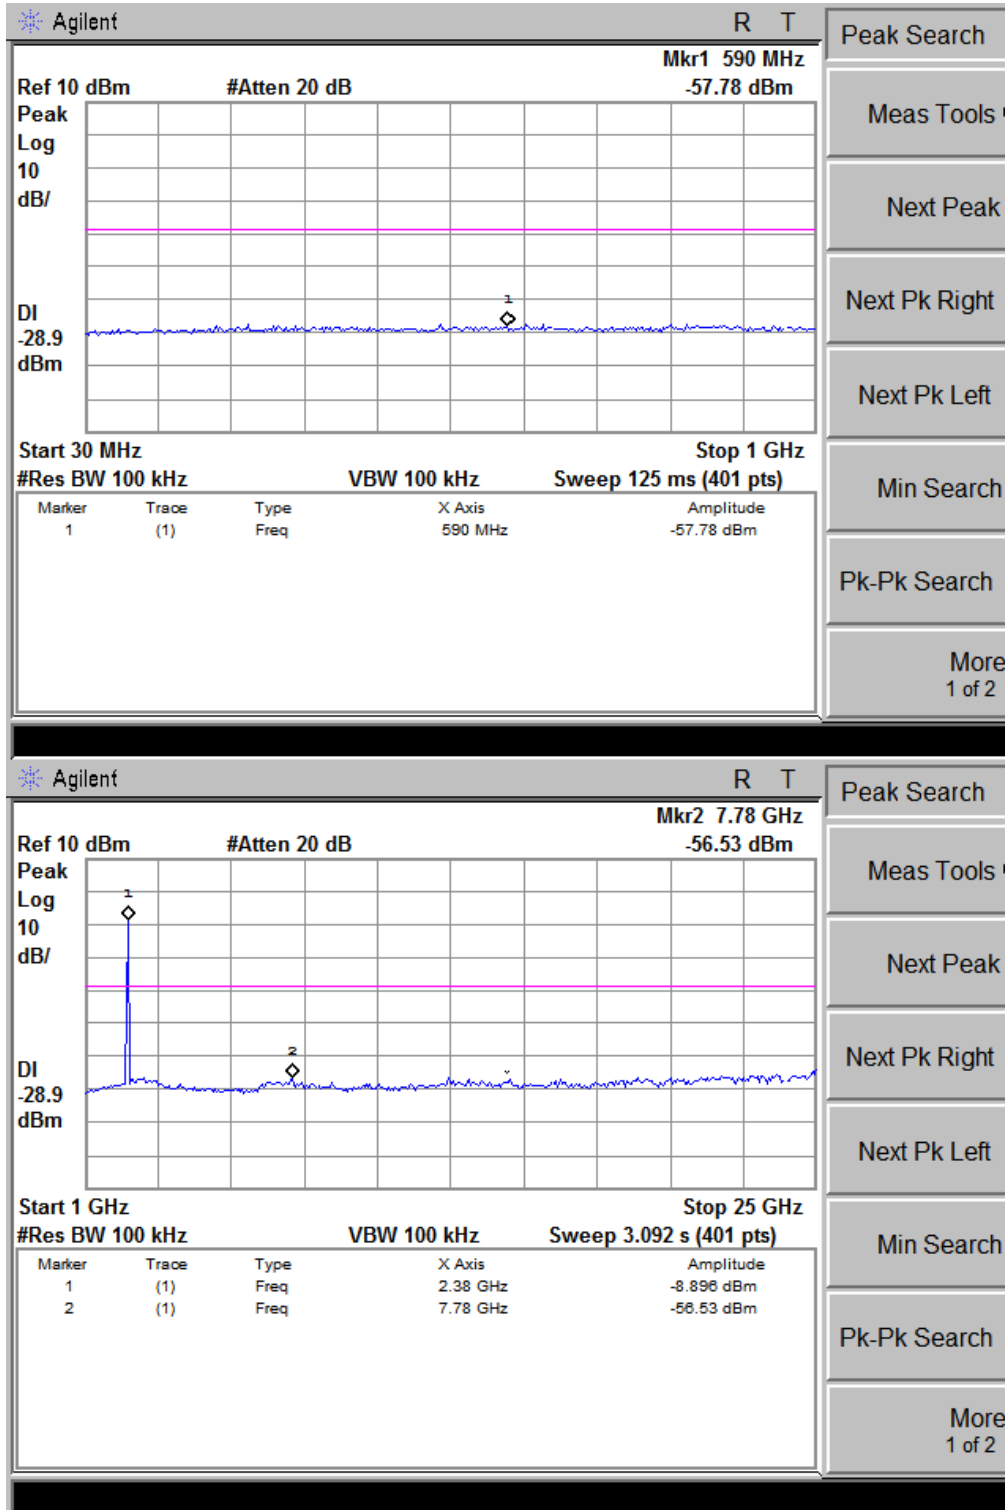 Agilent R T
Peak Search
Mkr1 590 MHz
Ref 10 dBm #Atten 20 dB -57.78 dBm
Peak
Log
10
dB/
1
DI
-28.9
dBm
Start 30 MHz Stop 1 GHz
#Res BW 100 kHz VBW 100 kHz Sweep 125 ms (401 pts)
Marker Trace Type X Axis Amplitude
1 (1) Freq 590 MHz -57.78 dBm
Meas Tools
Next Peak
Next Pk Right
Next Pk Left
Min Search
Pk-Pk Search
More
1 of 2
Agilent R T
Peak Search
Mkr2 7.78 GHz
Ref 10 dBm #Atten 20 dB -56.53 dBm
Peak
Log
10
dB/
1
2
DI
-28.9
dBm
Start 1 GHz Stop 25 GHz
#Res BW 100 kHz VBW 100 kHz Sweep 3.092 s (401 pts)
Marker Trace Type X Axis Amplitude
1 (1) Freq 2.38 GHz -8.896 dBm
2 (1) Freq 7.78 GHz -56.53 dBm
Meas Tools
Next Peak
Next Pk Right
Next Pk Left
Min Search
Pk-Pk Search
More
1 of 2